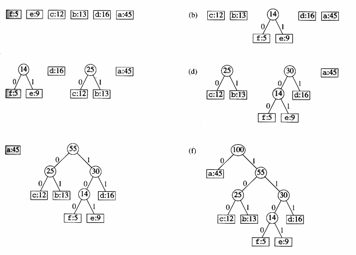 f:5 e:9 c:12 b:13 d:16 a:45
(b) c:12 b:13 14 d:16 a:45
0 1
f:5 e:9
14 d:16 25 a:45
0 1 0 1
f:5 e:9 c:12 b:13
(d) 25 30 a:45
0 1 0 1
c:12 b:13 14 d:16
0 1
f:5 e:9
a:45 55
0 1
25 30
0 1 0 1
c:12 b:13 14 d:16
0 1
f:5 e:9
(f) 100
0 1
a:45 55
0 1
25 30
0 1 0 1
c:12 b:13 14 d:16
0 1
f:5 e:9